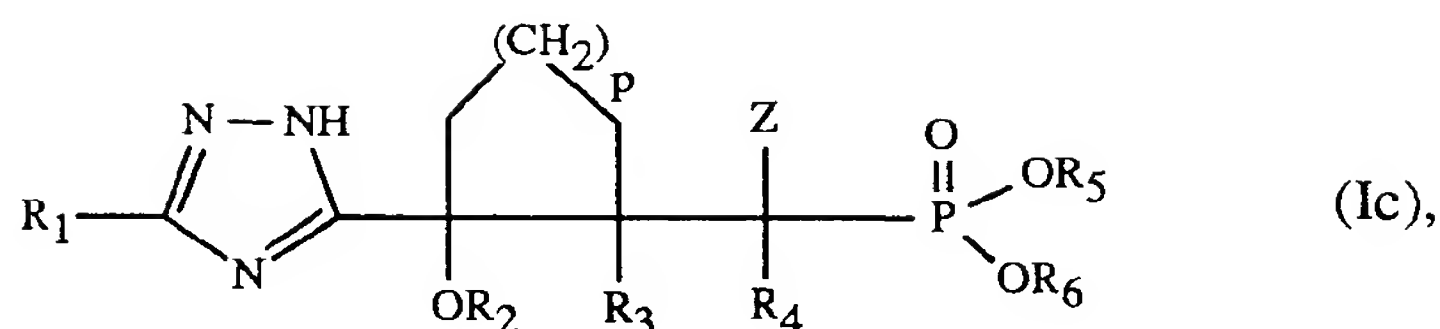 (CH2)p
Z
O
N NH
OR5
R1
P
(Ic),
N
OR6
OR2 R3 R4